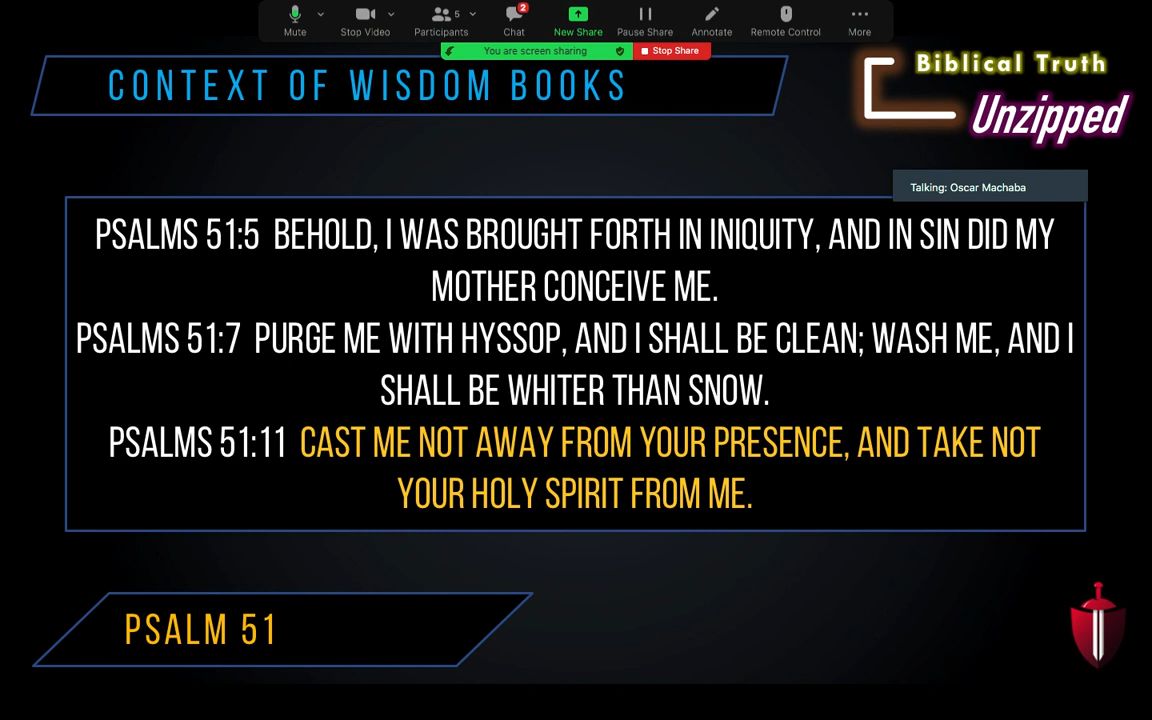 Mute
Stop Video
5
Participants
2
Chat
New Share
Pause Share
Annotate
Remote Control
More
You are screen sharing
Stop Share
CONTEXT OF WISDOM BOOKS
Biblical Truth
Unzipped
Talking: Oscar Machaba
PSALMS 51:5 BEHOLD, I WAS BROUGHT FORTH IN INIQUITY, AND IN SIN DID MY
MOTHER CONCEIVE ME.
PSALMS 51:7 PURGE ME WITH HYSSOP, AND I SHALL BE CLEAN; WASH ME, AND I
SHALL BE WHITER THAN SNOW.
PSALMS 51:11 CAST ME NOT AWAY FROM YOUR PRESENCE, AND TAKE NOT
YOUR HOLY SPIRIT FROM ME.
PSALM 51